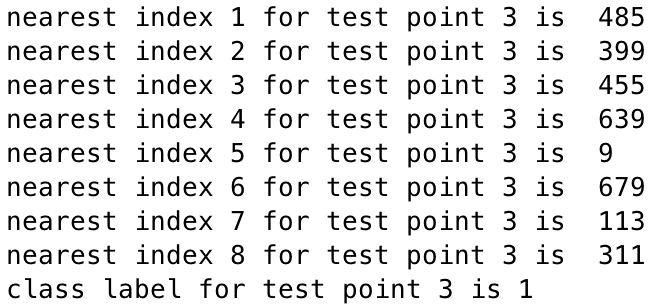 nearest index 1 for test point 3 is  485
nearest index 2 for test point 3 is  399
nearest index 3 for test point 3 is  455
nearest index 4 for test point 3 is  639
nearest index 5 for test point 3 is  9
nearest index 6 for test point 3 is  679
nearest index 7 for test point 3 is  113
nearest index 8 for test point 3 is  311
class label for test point 3 is 1